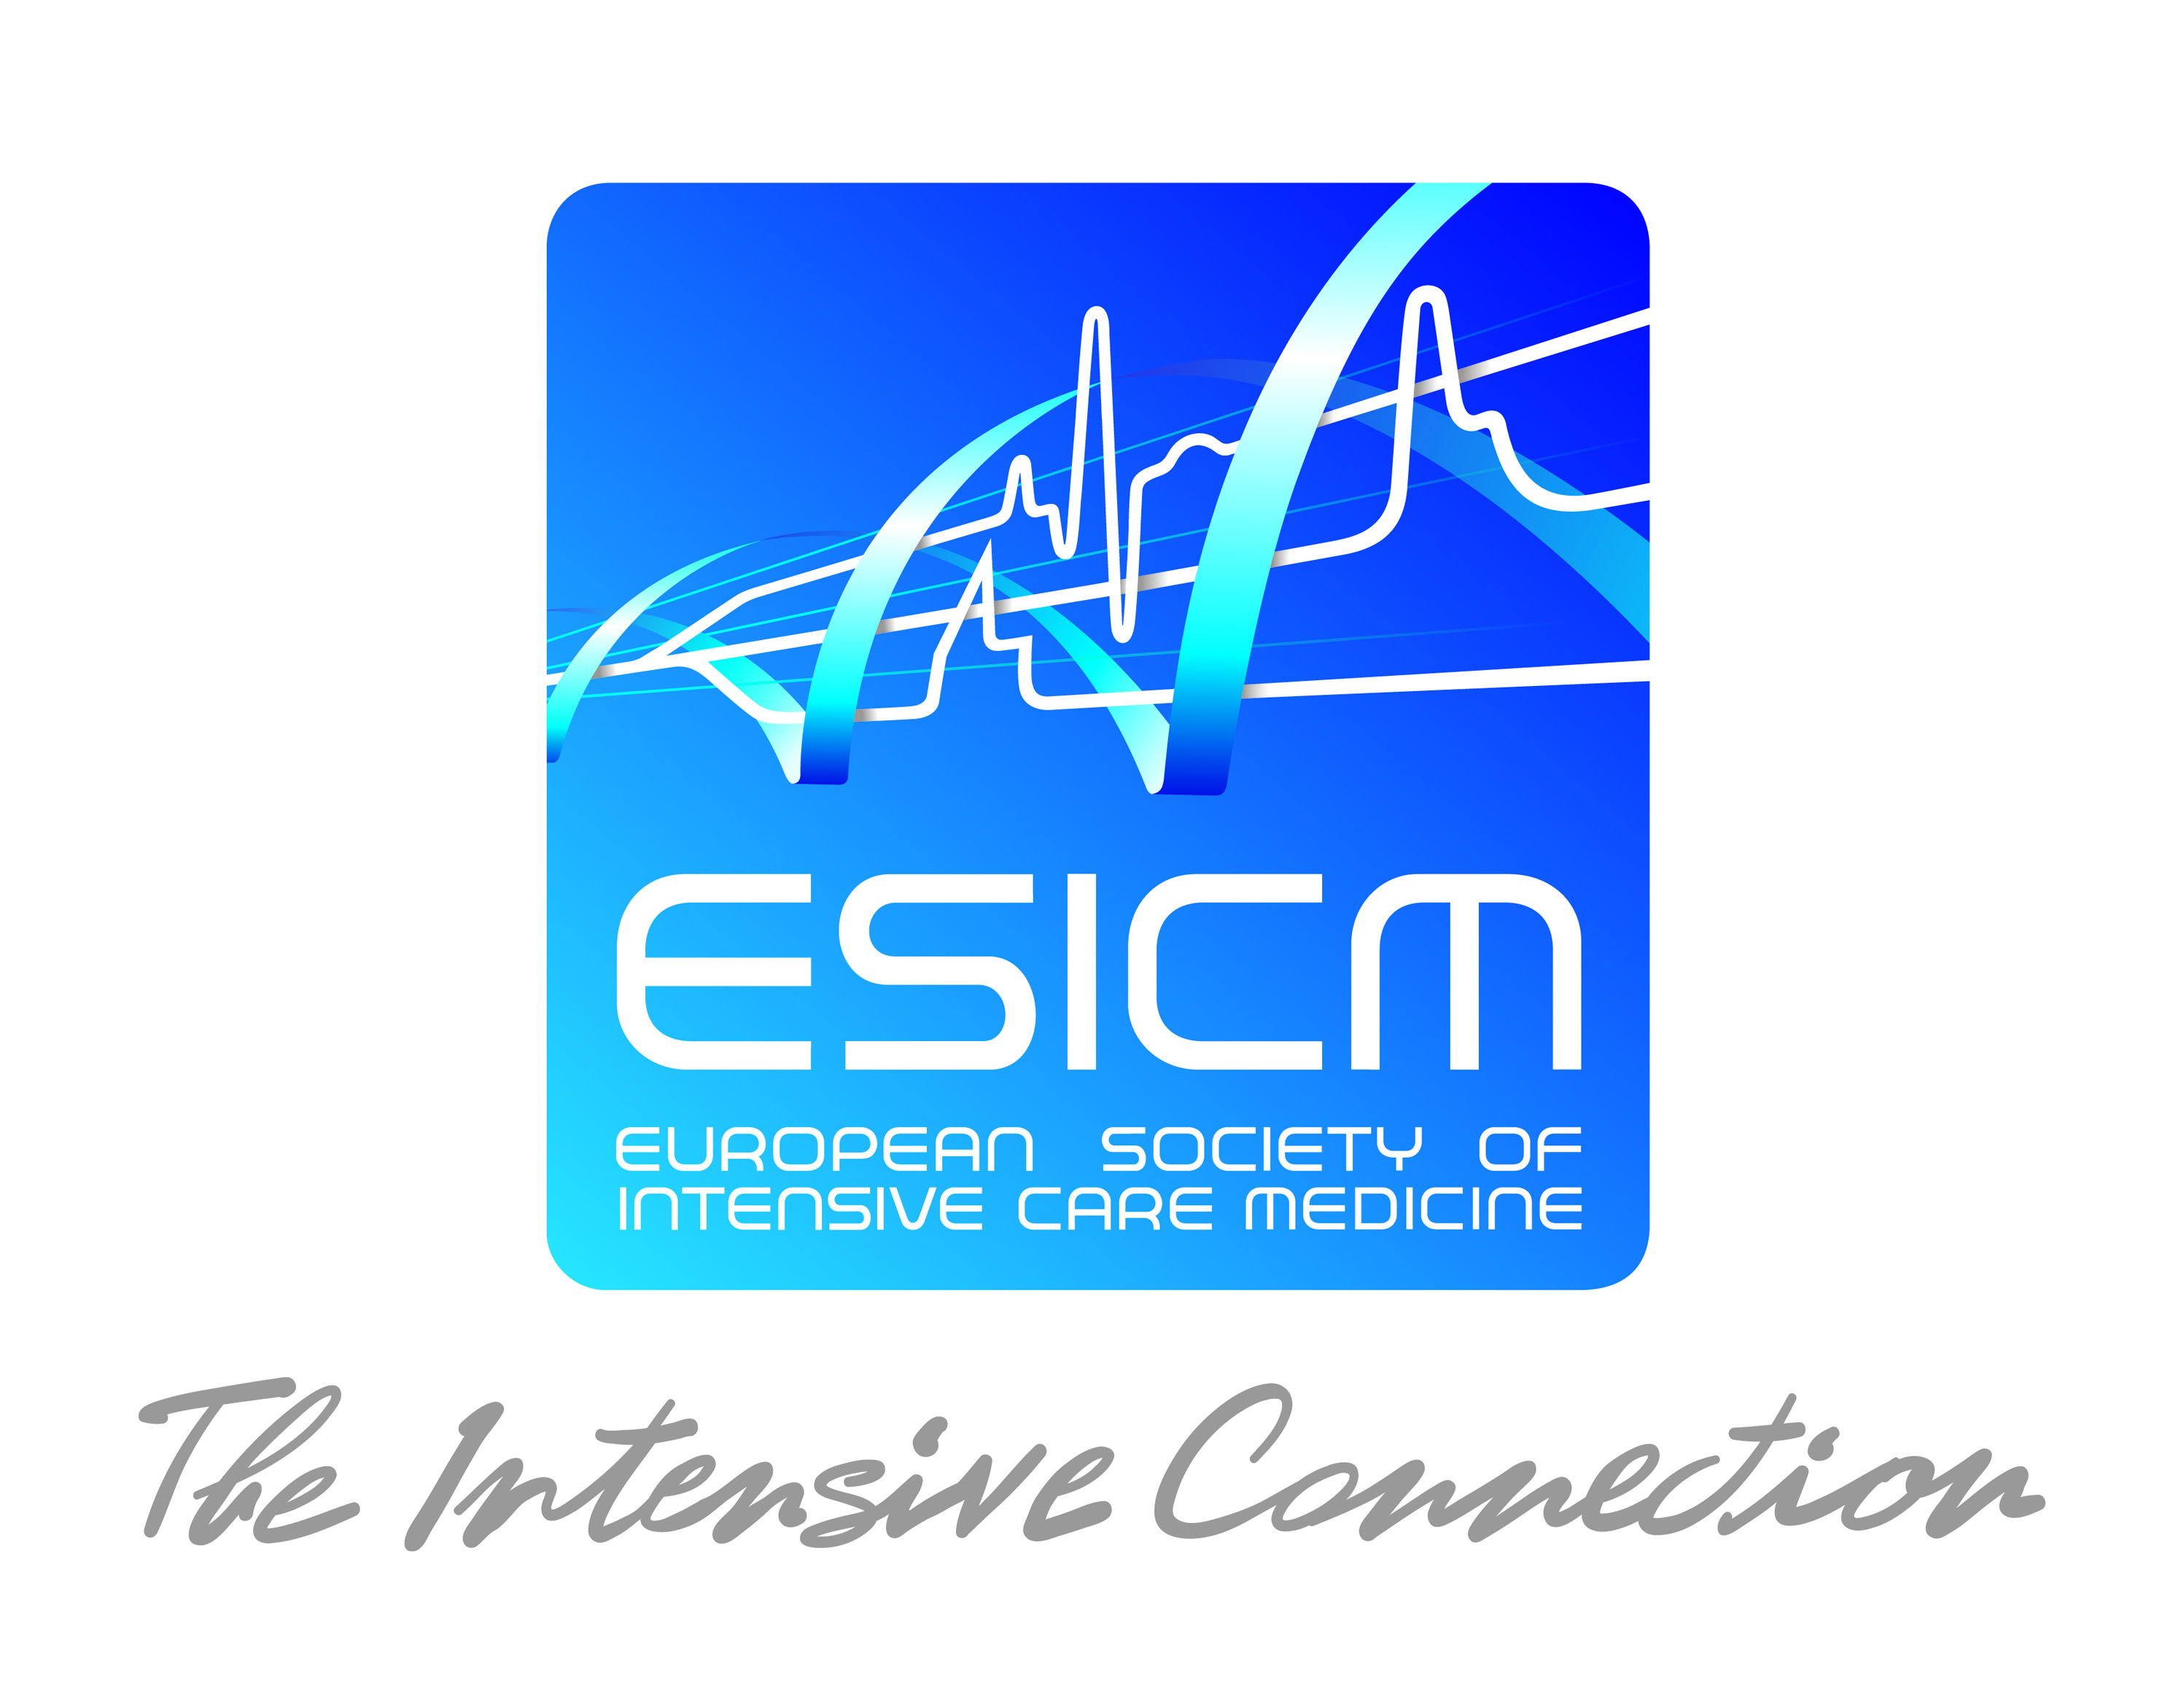 ESICM
EUROPEAN SOCIETY OF
INTENSIVE CARE MEDICINE
The Intensive Connection